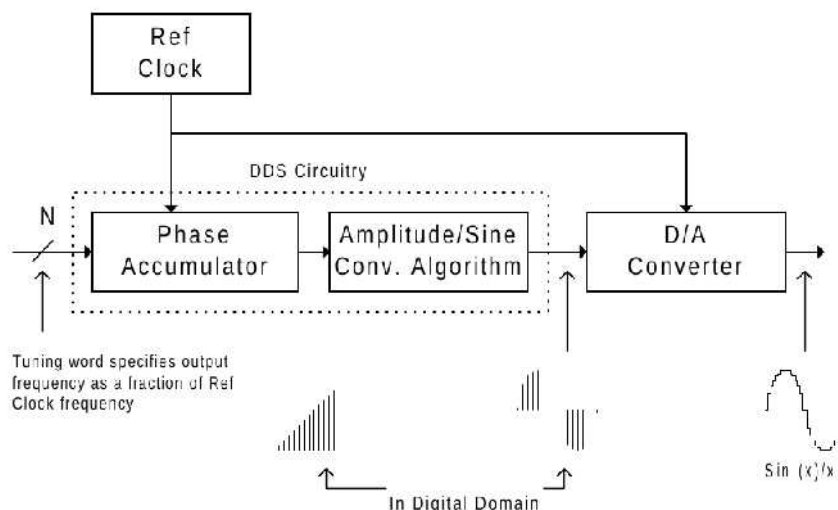 Ref
Clock
DDS Circuitry
N
Phase
Accumulator
Amplitude/Sine
Conv. Algorithm
D/A
Converter
Tuning word specifies output
frequency as a fraction of Ref
Clock frequency
Sin (x)/x
In Digital Domain